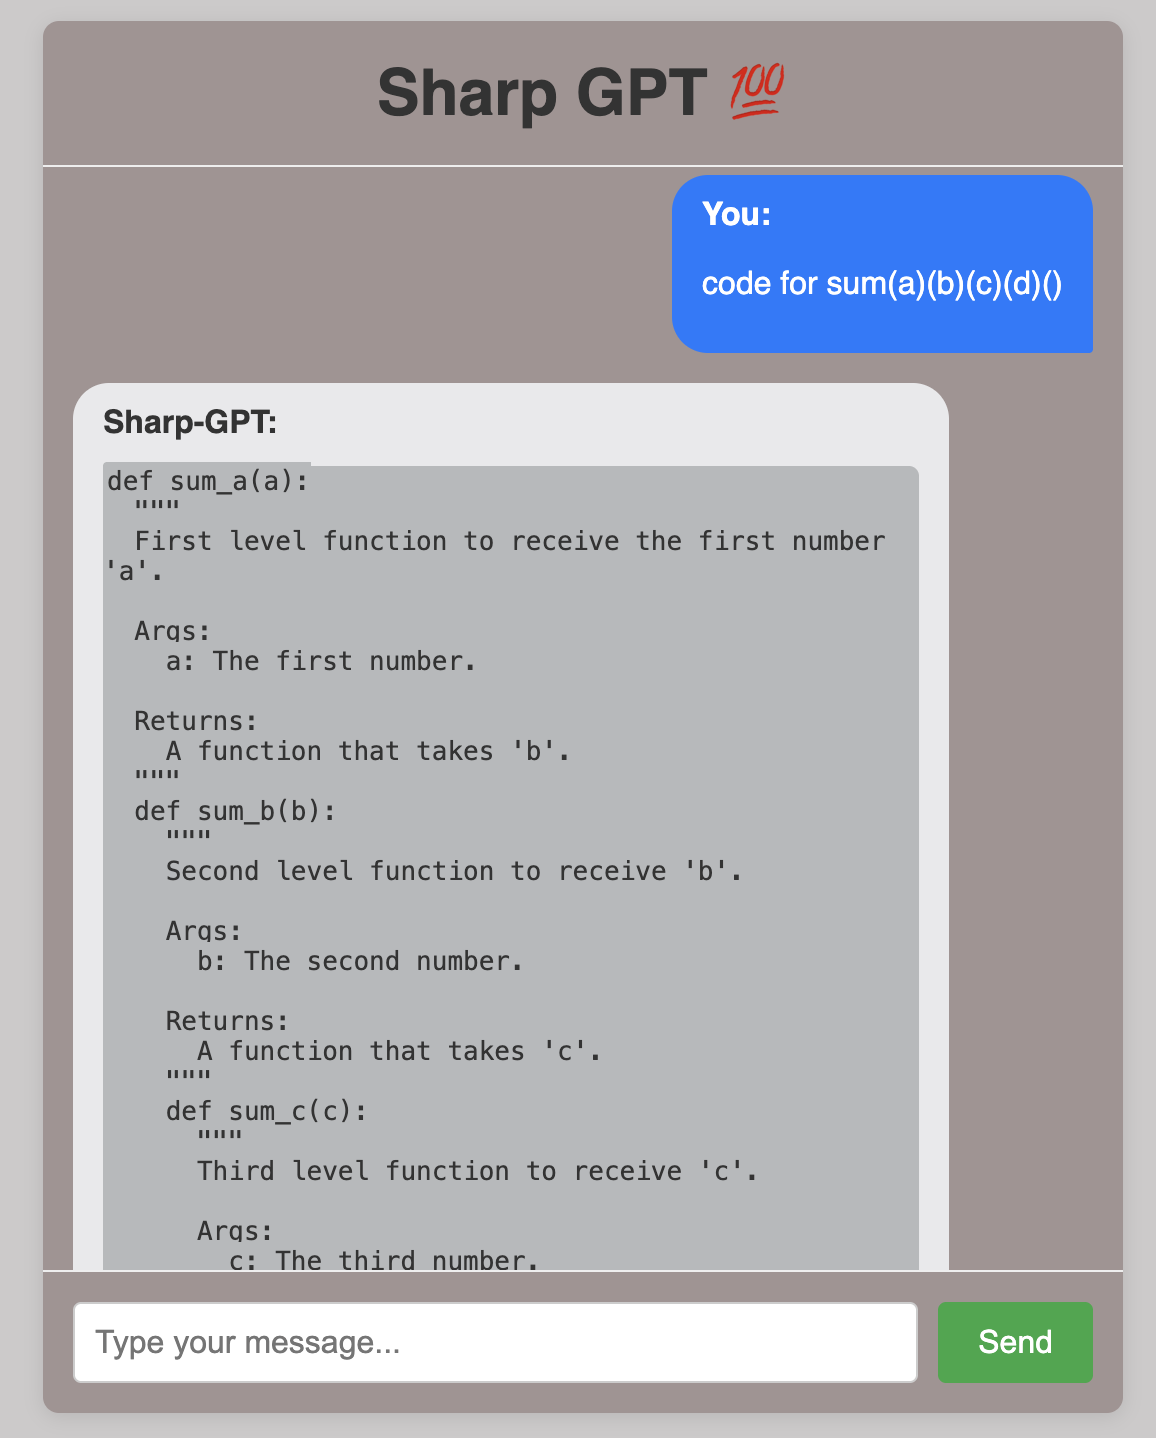 Sharp GPT 💯
You:
code for sum(a)(b)(c)(d)()
Sharp-GPT:
def sum_a(a):
  """
  First level function to receive the first number
'a'.

  Args:
    a: The first number.

  Returns:
    A function that takes 'b'.
  """
  def sum_b(b):
    """
    Second level function to receive 'b'.

    Args:
      b: The second number.

    Returns:
      A function that takes 'c'.
    """
    def sum_c(c):
      """
      Third level function to receive 'c'.

      Args:
        c: The third number.
Type your message...
Send